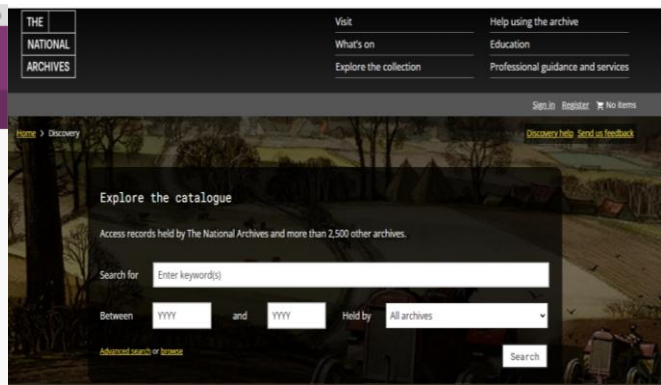 THE
NATIONAL
ARCHIVES
Visit
What's on
Explore the collection
Help using the archive
Education
Professional guidance and services
Sign in Register No items
Home > Discovery
Discovery help Send us feedback
Explore the catalogue
Access records held by The National Archives and more than 2,500 other archives.
Search for Enter keyword(s)
Between YYYY and YYYY Held by All archives
Advanced search or browse
Search